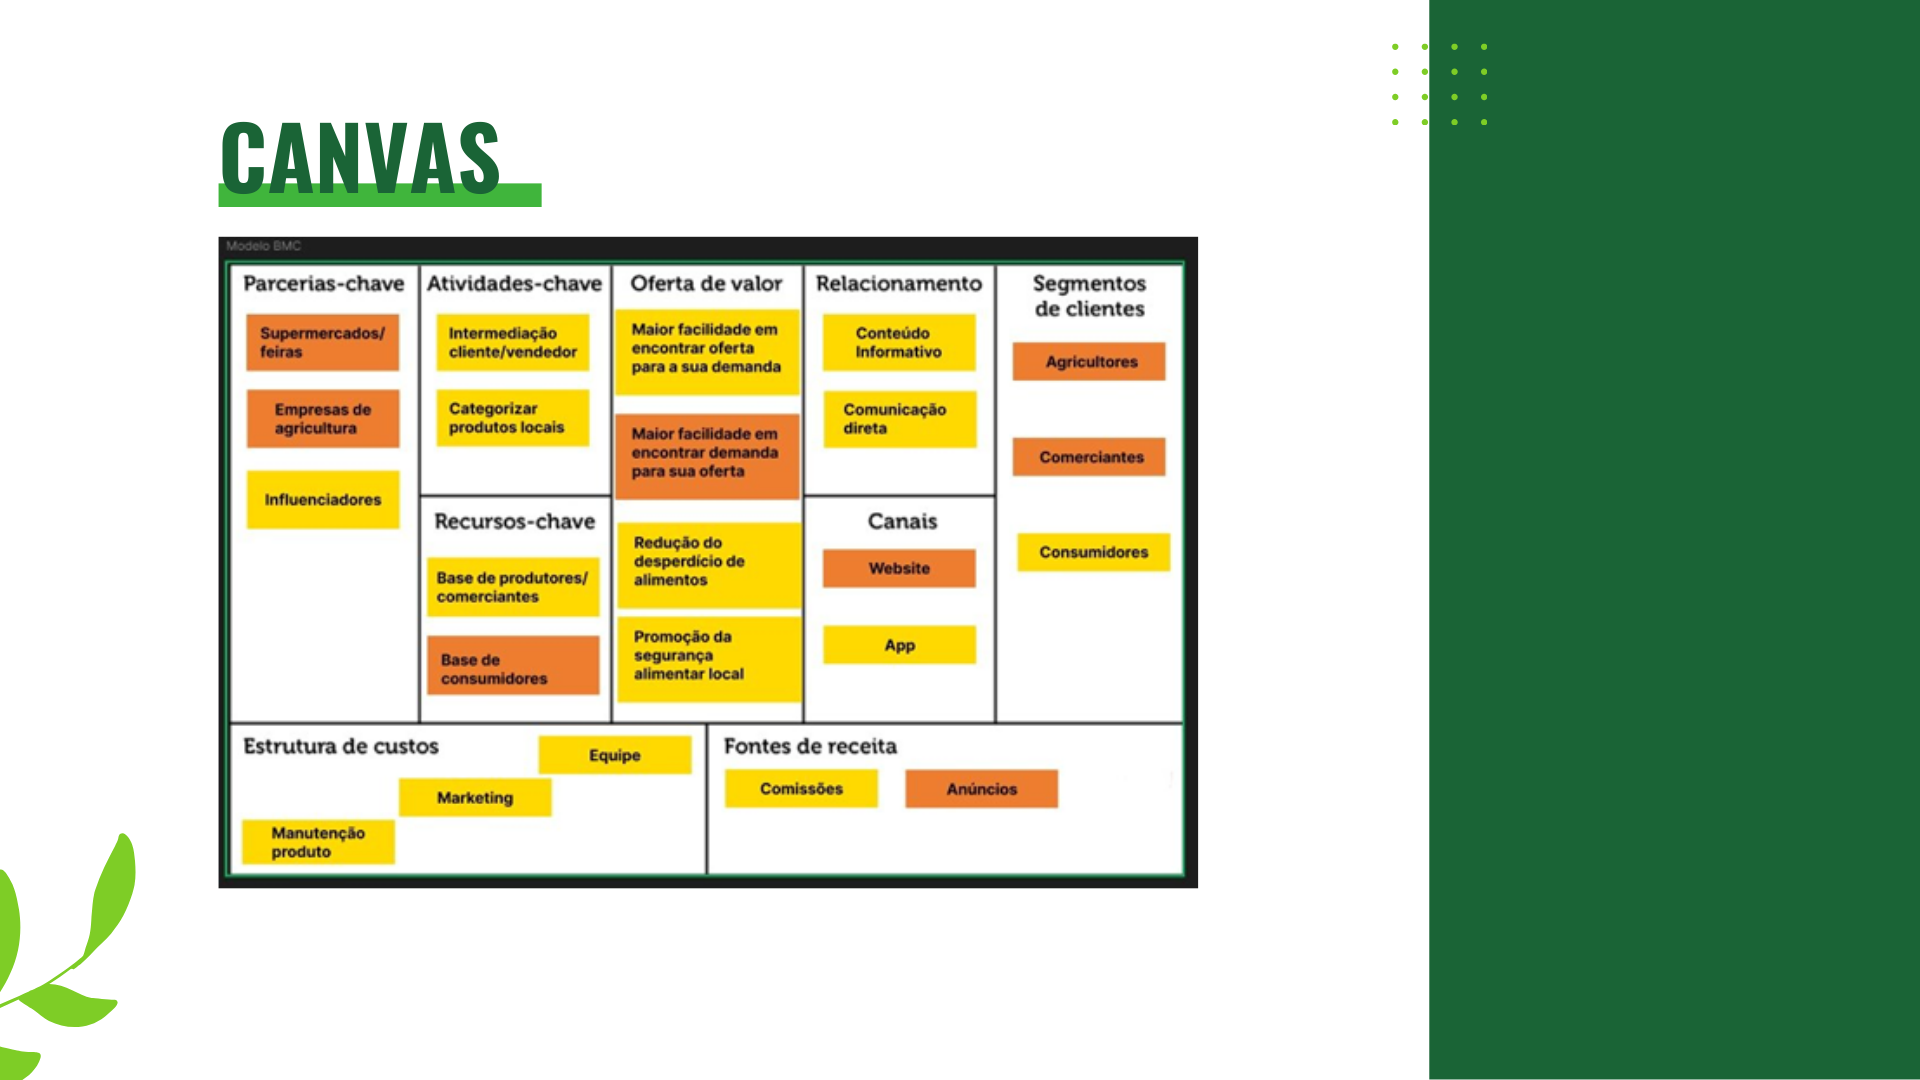 CANVAS
Modelo BMC
Parcerias-chave
Supermercados/
feiras
Empresas de
agricultura
Influenciadores
Atividades-chave
Intermediação
cliente/vendedor
Categorizar
produtos locais
Recursos-chave
Base de produtores/
comerciantes
Base de
consumidores
Oferta de valor
Maior facilidade em
encontrar oferta
para a sua demanda
Maior facilidade em
encontrar demanda
para sua oferta
Redução do
desperdício de
alimentos
Promoção da
segurança
alimentar local
Relacionamento
Conteúdo
Informativo
Comunicação
direta
Canais
Website
App
Segmentos
de clientes
Agricultores
Comerciantes
Consumidores
Estrutura de custos
Equipe
Marketing
Manutenção
produto
Fontes de receita
Comissões
Anúncios